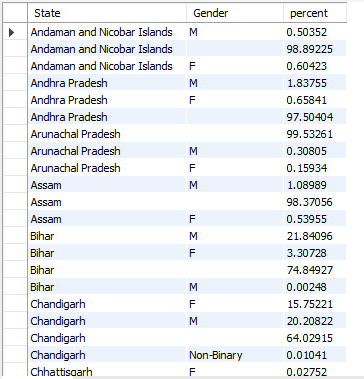 State Gender percent
Andaman and Nicobar Islands M 0.50352
Andaman and Nicobar Islands 98.89225
Andaman and Nicobar Islands F 0.60423
Andhra Pradesh M 1.83755
Andhra Pradesh F 0.65841
Andhra Pradesh 97.50404
Arunachal Pradesh 99.53261
Arunachal Pradesh M 0.30805
Arunachal Pradesh F 0.15934
Assam M 1.08989
Assam 98.37056
Assam F 0.53955
Bihar M 21.84096
Bihar F 3.30728
Bihar 74.84927
Bihar M 0.00248
Chandigarh F 15.75221
Chandigarh M 20.20822
Chandigarh 64.02915
Chandigarh Non-Binary 0.01041
Chhattisgarh F 0.02752